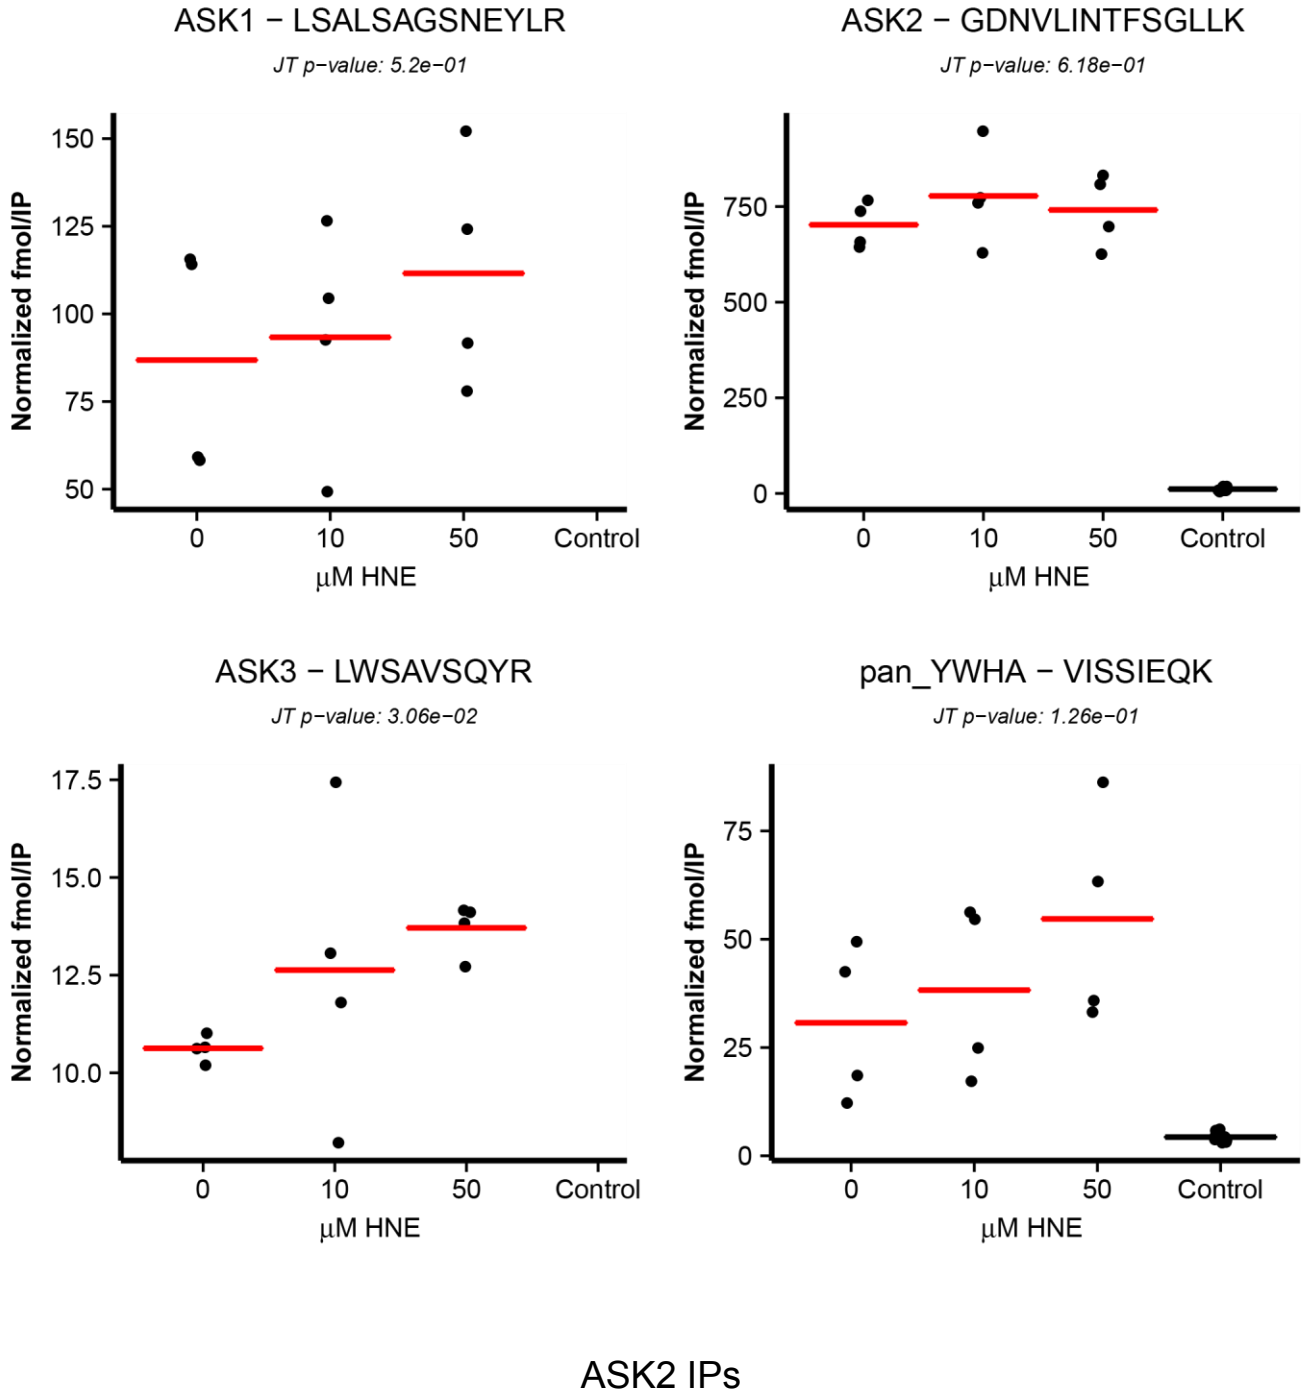 ASK1 − LSALSAGSNEYLR
JT p−value: 5.2e−01
Normalized fmol/IP
150
125
100
75
50
0 10 50 Control
μM HNE
ASK2 − GDNVLINTFSGLLK
JT p−value: 6.18e−01
Normalized fmol/IP
750
500
250
0
0 10 50 Control
μM HNE
ASK3 − LWSAVSQYR
JT p−value: 3.06e−02
Normalized fmol/IP
17.5
15.0
12.5
10.0
0 10 50 Control
μM HNE
pan_YWHA − VISSIEQK
JT p−value: 1.26e−01
Normalized fmol/IP
75
50
25
0
0 10 50 Control
μM HNE
ASK2 IPs